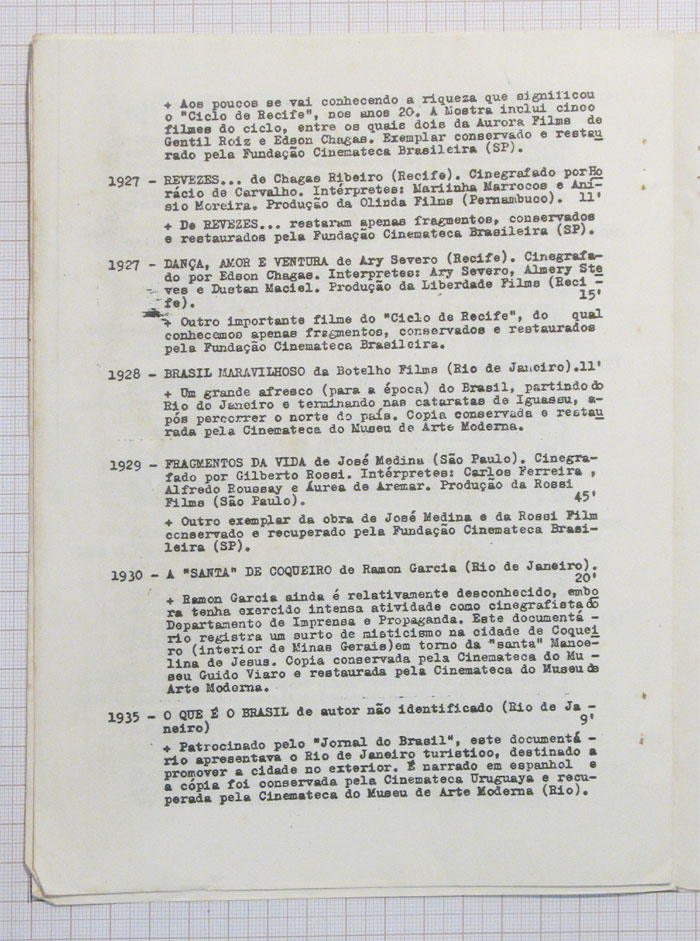 + Aos poucos se vai conhecendo a riqueza que significou
o "Ciclo de Recife", nos anos 20. A Mostra inclui cinco
filmes do ciclo, entre os quais dois da Aurora Films de
Gentil Roiz e Edson Chagas. Exemplar conservado e restau
rado pela Fundação Cinemateca Brasileira (SP).
1927 - REVEZES... de Chagas Ribeiro (Recife). Cinegrafado por Ho
rácio de Carvalho. Intérpretes: Mariinha Marrocos e Aní-
sio Moreira. Produção da Olinda Films (Pernambuco). 11'
+ De REVEZES... restaram apenas fragmentos, conservados
e restaurados pela Fundação Cinemateca Brasileira (SP).
1927 - DANÇA, AMOR E VENTURA de Ary Severo (Recife). Cinegrafa-
do por Edson Chagas. Interpretes: Ary Severo, Almery Ste
ves e Dustan Maciel. Produção da Liberdade Films (Reci -
fe). 15'
+ Outro importante filme do "Ciclo de Recife", do qual
conhecemos apenas fragmentos, conservados e restaurados
pela Fundação Cinemateca Brasileira.
1928 - BRASIL MARAVILHOSO da Botelho Films (Rio de Janeiro).11'
+ Um grande afresco (para a época) do Brasil, partindo do
Rio do Janeiro e terminando nas cataratas de Iguassu, a-
pós percorrer o norte do país. Copia conservada e restau
rada pela Cinemateca do Museu de Arte Moderna.
1929 - FRAGMENTOS DA VIDA de José Medina (São Paulo). Cinegra-
fado por Gilberto Rossi. Intérpretes: Carlos Ferreira ,
Alfredo Roussay e Áurea de Aremar. Produção da Rossi
Films (São Paulo). 45'
+ Outro exemplar da obra de José Medina e da Rossi Film
conservado e recuperado pela Fundação Cinemateca Brasi-
leira (SP).
1930 - A "SANTA" DE COQUEIRO de Ramon Garcia (Rio de Janeiro).
20'
+ Ramon Garcia ainda é relativamente desconhecido, embo
ra tenha exercido intensa atividade como cinegrafista do
Departamento de Imprensa e Propaganda. Este documentá -
rio registra um surto de misticismo na cidade de Coquei
ro (interior de Minas Gerais)em torno da "santa" Manoe-
lina de Jesus. Copia conservada pela Cinemateca do Mu -
seu Guido Viaro e restaurada pela Cinemateca do Museu de
Arte Moderna.
1935 - O QUE É O BRASIL de autor não identificado (Rio de Ja -
neiro) 9'
+ Patrocinado pelo "Jornal do Brasil", este documentá -
rio apresentava o Rio de Janeiro turistico, destinado a
promover a cidade no exterior. É narrado em espanhol e
a cópia foi conservada pela Cinemateca Uruguaya e recu-
perada pela Cinemateca do Museu de Arte Moderna (Rio).